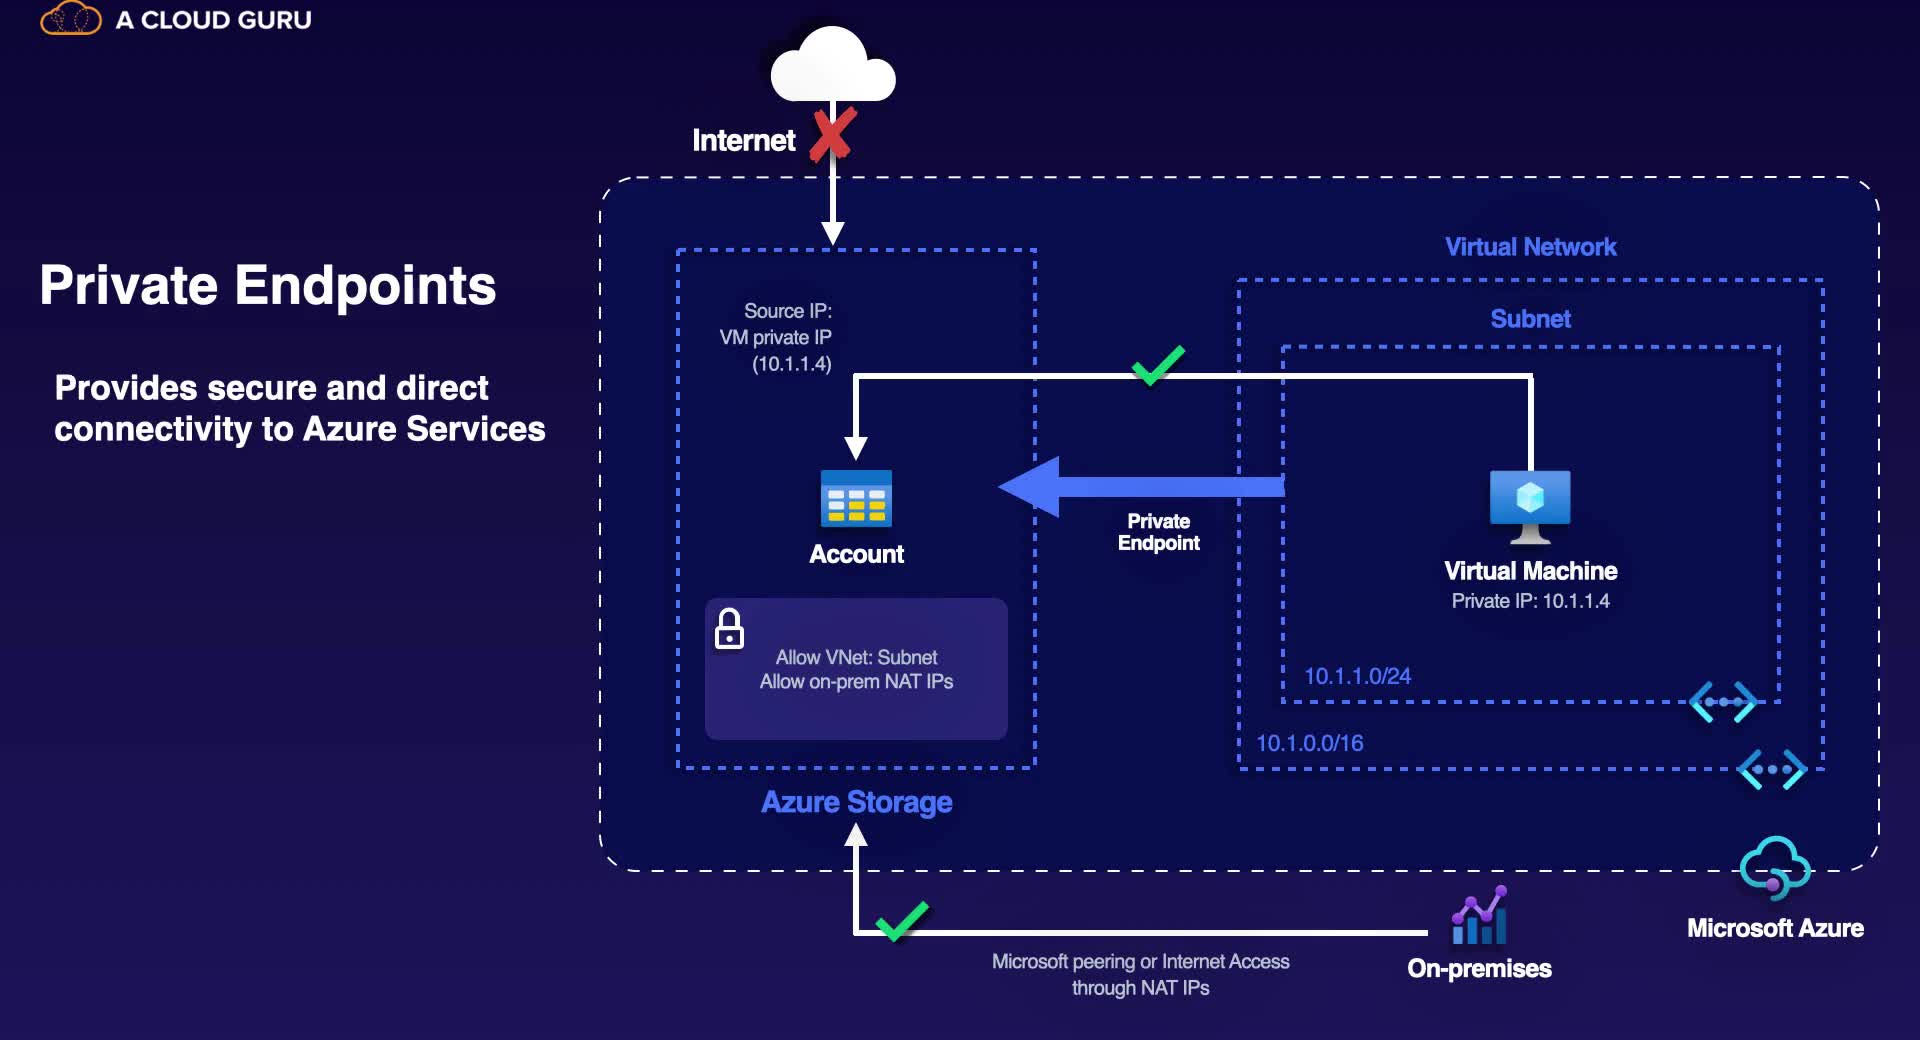 A CLOUD GURU
Internet
Private Endpoints
Provides secure and direct
connectivity to Azure Services
Virtual Network
Subnet
Source IP:
VM private IP
(10.1.1.4)
Account
Private
Endpoint
Virtual Machine
Private IP: 10.1.1.4
Allow VNet: Subnet
Allow on-prem NAT IPs
10.1.1.0/24
10.1.0.0/16
Azure Storage
Microsoft Azure
On-premises
Microsoft peering or Internet Access
through NAT IPs